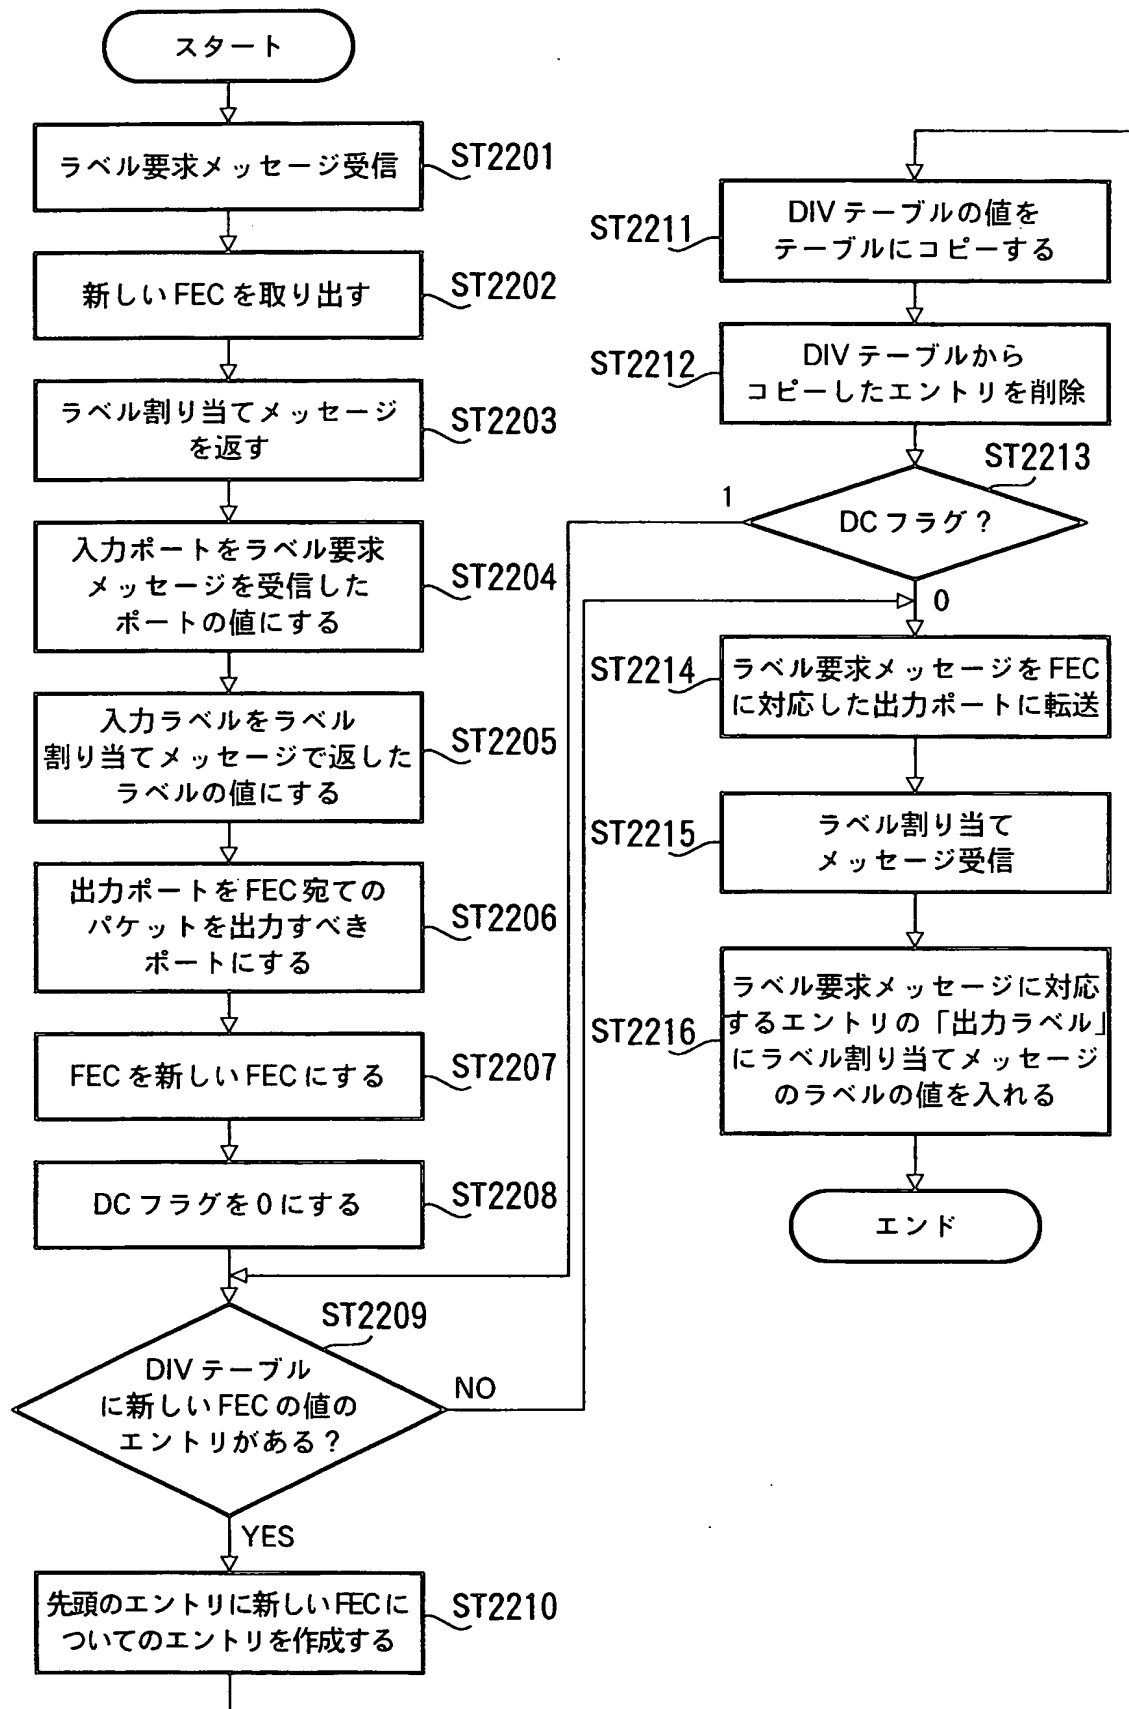 スタート
ラベル要求メッセージ受信
ST2201
新しいFECを取り出す
ST2202
ラベル割り当てメッセージ
を返す
ST2203
入力ポートをラベル要求
メッセージを受信した
ポートの値にする
ST2204
入力ラベルをラベル
割り当てメッセージで返した
ラベルの値にする
ST2205
出力ポートをFEC宛ての
パケットを出力すべき
ポートにする
ST2206
FECを新しいFECにする
ST2207
DCフラグを0にする
ST2208
ST2209
DIVテーブル
に新しいFECの値の
エントリがある?
NO
YES
先頭のエントリに新しいFECに
ついてのエントリを作成する
ST2210
DIVテーブルの値を
テーブルにコピーする
ST2211
DIVテーブルから
コピーしたエントリを削除
ST2212
ST2213
1
DCフラグ?
0
ラベル要求メッセージをFEC
に対応した出力ポートに転送
ST2214
ラベル割り当て
メッセージ受信
ST2215
ラベル要求メッセージに対応
するエントリの「出力ラベル」
にラベル割り当てメッセージ
のラベルの値を入れる
ST2216
エンド